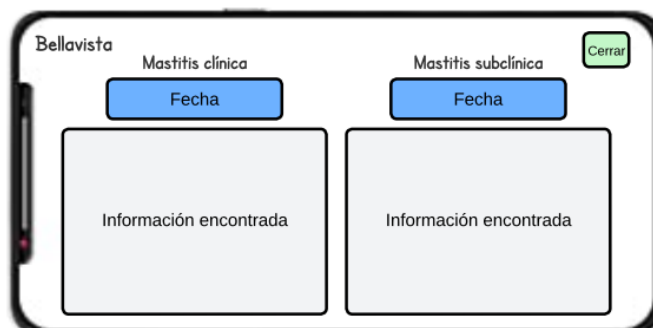 Bellavista
Cerrar
Mastitis clínica
Mastitis subclínica
Fecha
Fecha
Información encontrada
Información encontrada